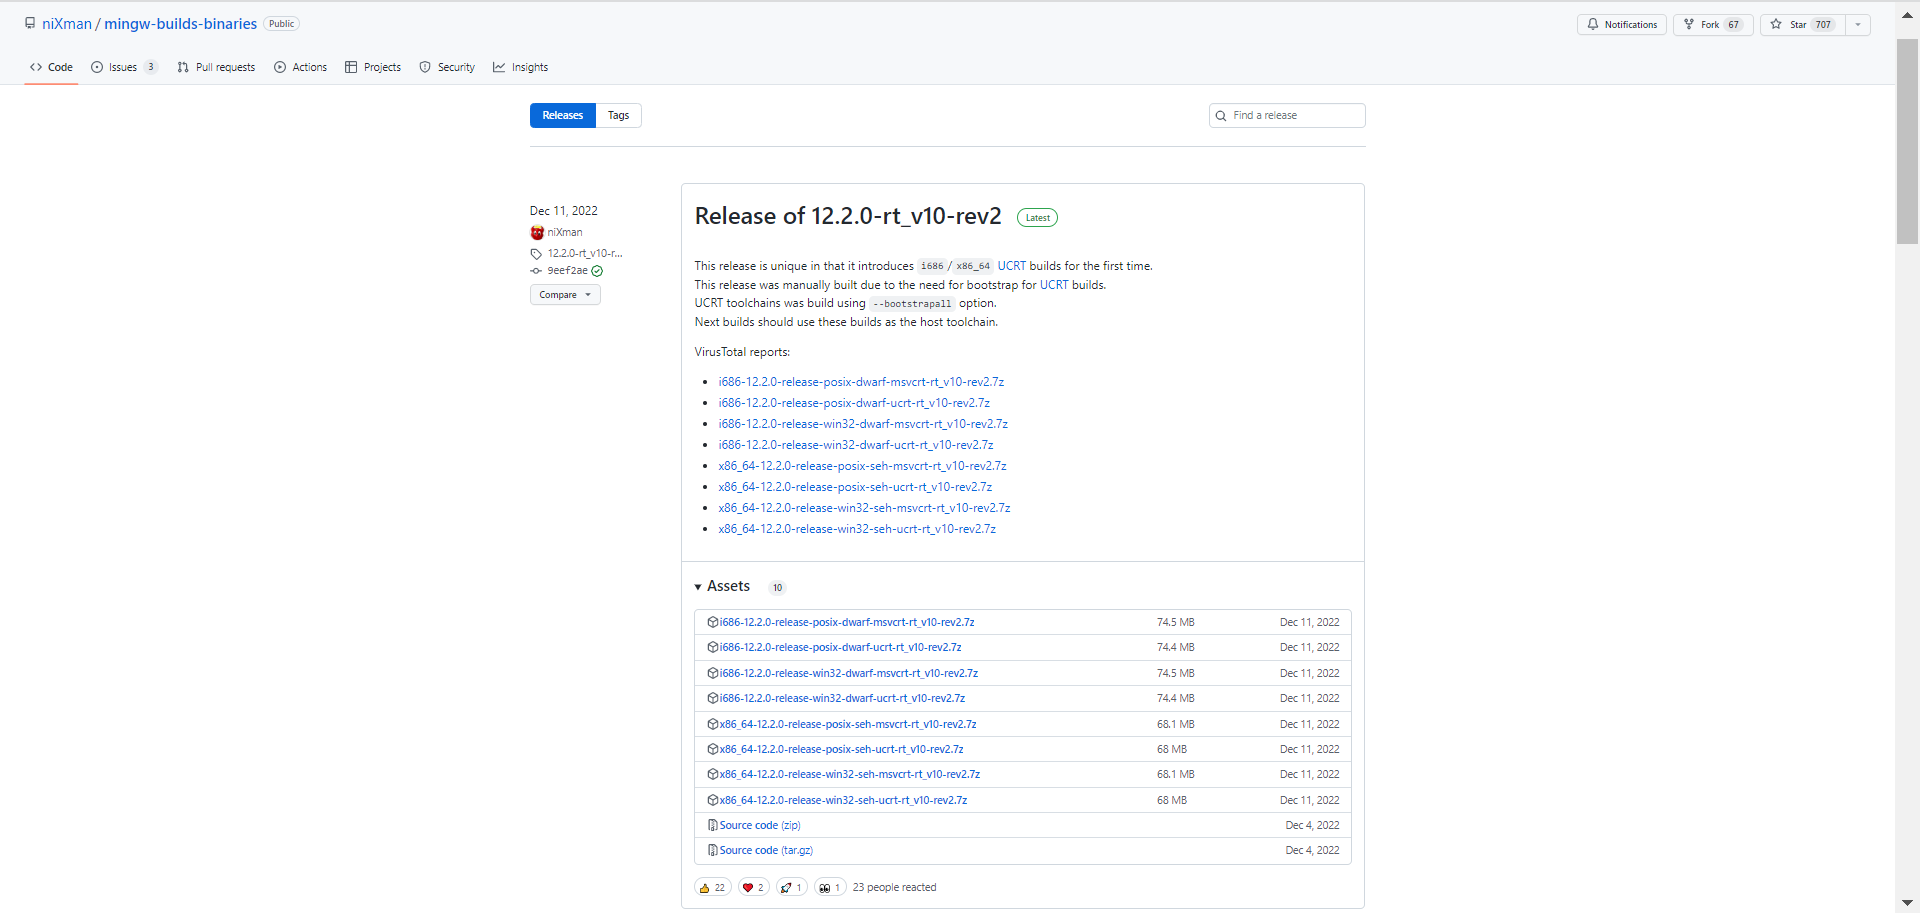 niXman / mingw-builds-binaries Public
Notifications Fork 67 Star 707
Code Issues 3 Pull requests Actions Projects Security Insights
Releases Tags
Find a release
Dec 11, 2022
niXman
12.2.0-rt_v10-r...
9eef2ae
Compare
Release of 12.2.0-rt_v10-rev2 Latest
This release is unique in that it introduces i686 / x86_64 UCRT builds for the first time.
This release was manually built due to the need for bootstrap for UCRT builds.
UCRT toolchains was build using --bootstrapall option.
Next builds should use these builds as the host toolchain.
VirusTotal reports:
i686-12.2.0-release-posix-dwarf-msvcrt-rt_v10-rev2.7z
i686-12.2.0-release-posix-dwarf-ucrt-rt_v10-rev2.7z
i686-12.2.0-release-win32-dwarf-msvcrt-rt_v10-rev2.7z
i686-12.2.0-release-win32-dwarf-ucrt-rt_v10-rev2.7z
x86_64-12.2.0-release-posix-seh-msvcrt-rt_v10-rev2.7z
x86_64-12.2.0-release-posix-seh-ucrt-rt_v10-rev2.7z
x86_64-12.2.0-release-win32-seh-msvcrt-rt_v10-rev2.7z
x86_64-12.2.0-release-win32-seh-ucrt-rt_v10-rev2.7z
Assets 10
i686-12.2.0-release-posix-dwarf-msvcrt-rt_v10-rev2.7z 74.5 MB Dec 11, 2022
i686-12.2.0-release-posix-dwarf-ucrt-rt_v10-rev2.7z 74.4 MB Dec 11, 2022
i686-12.2.0-release-win32-dwarf-msvcrt-rt_v10-rev2.7z 74.5 MB Dec 11, 2022
i686-12.2.0-release-win32-dwarf-ucrt-rt_v10-rev2.7z 74.4 MB Dec 11, 2022
x86_64-12.2.0-release-posix-seh-msvcrt-rt_v10-rev2.7z 68.1 MB Dec 11, 2022
x86_64-12.2.0-release-posix-seh-ucrt-rt_v10-rev2.7z 68 MB Dec 11, 2022
x86_64-12.2.0-release-win32-seh-msvcrt-rt_v10-rev2.7z 68.1 MB Dec 11, 2022
x86_64-12.2.0-release-win32-seh-ucrt-rt_v10-rev2.7z 68 MB Dec 11, 2022
Source code (zip) Dec 4, 2022
Source code (tar.gz) Dec 4, 2022
22 2 1 1 23 people reacted